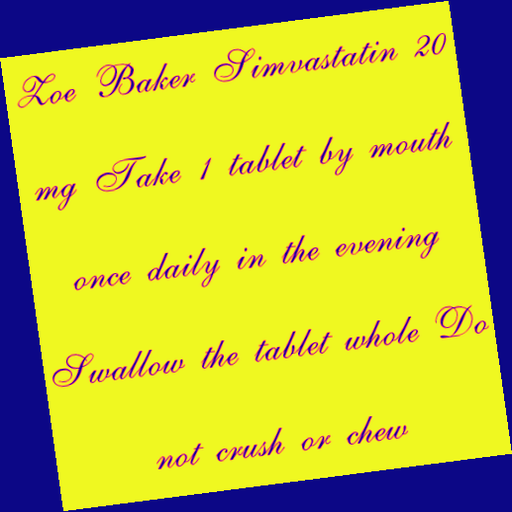 Zoe Baker Simvastatin 20
mg Take 1 tablet by mouth
once daily in the evening
Swallow the tablet whole Do
not crush or chew